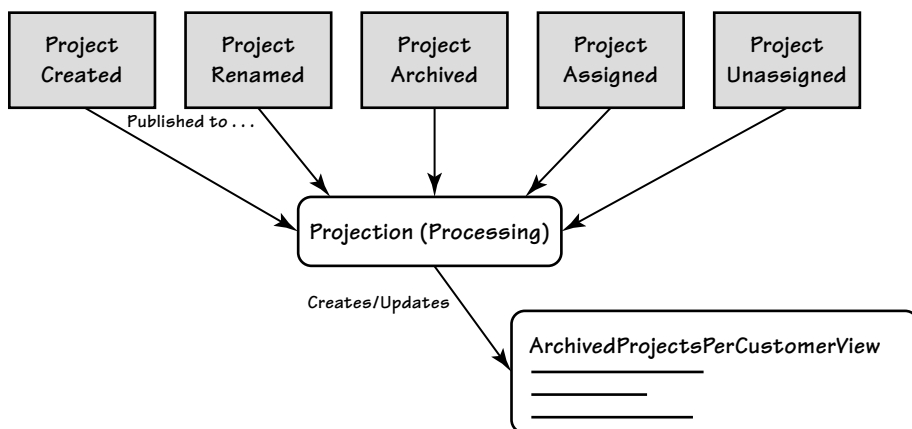 Project
Created
Project
Renamed
Project
Archived
Project
Assigned
Project
Unassigned
Published to . . .
Projection (Processing)
Creates/Updates
ArchivedProjectsPerCustomerView